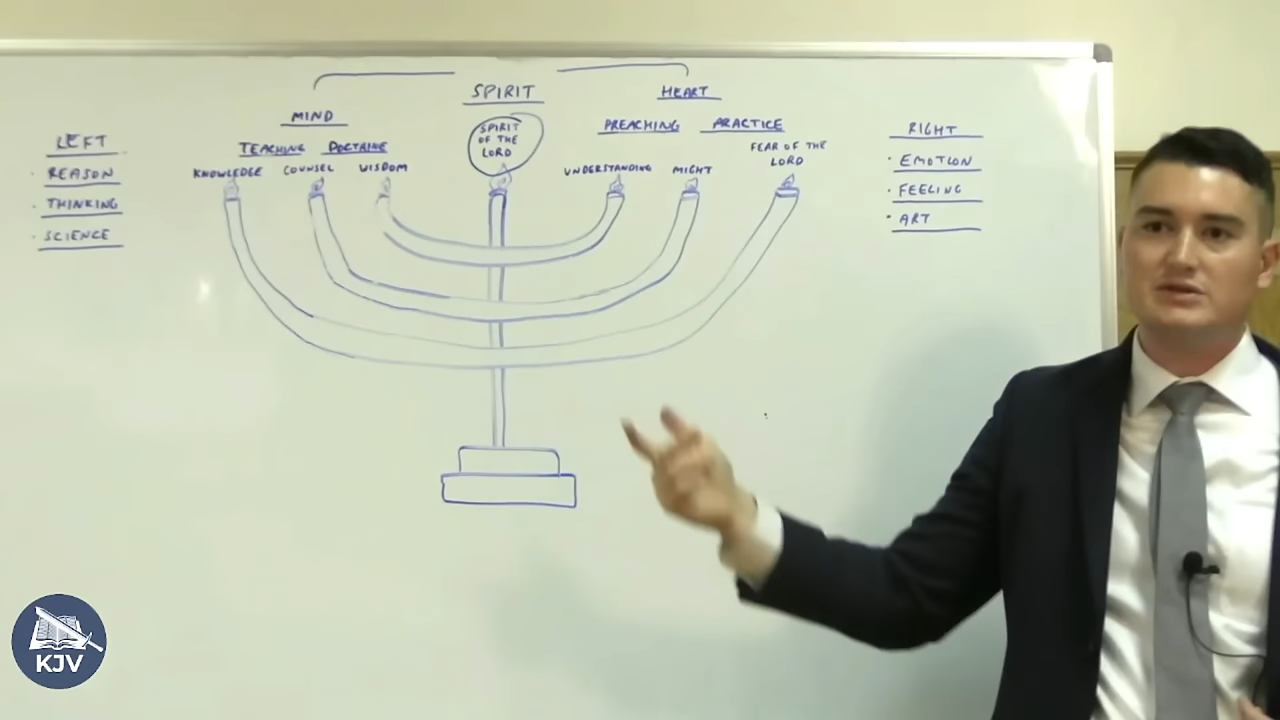 SPIRIT
HEART
MIND
SPIRIT
OF THE
LORD
PREACHING PRACTICE
TEACHING DOCTRINE
FEAR OF THE
LORD
KNOWLEDGE COUNSEL WISDOM
UNDERSTANDING MIGHT
LEFT
· REASON
· THINKING
· SCIENCE
RIGHT
· EMOTION
· FEELING
· ART
KJV